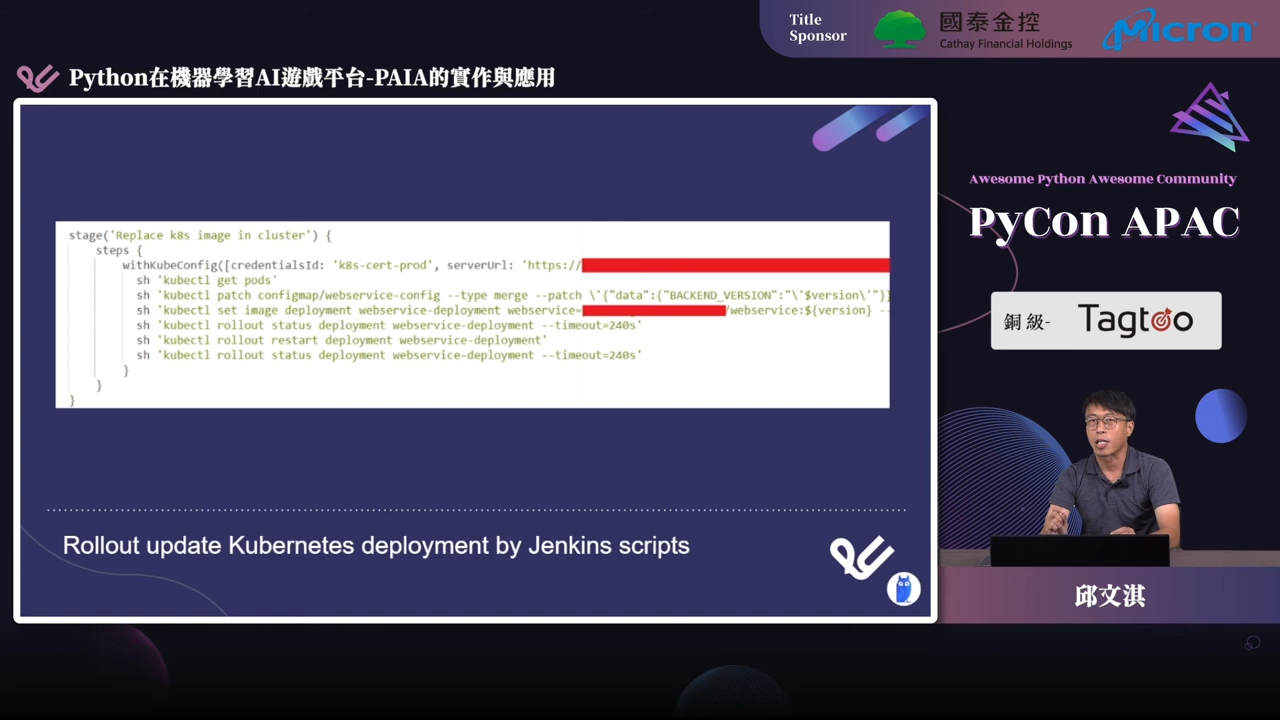 Title
Sponsor
國泰金控
Cathay Financial Holdings
Micron
Python在機器學習AI遊戲平台-PAIA的實作與應用
stage('Replace k8s image in cluster') {
steps {
withKubeConfig([credentialsId: 'k8s-cert-prod', serverUrl: 'https://
sh 'kubectl get pods'
sh 'kubectl patch configmap/webservice-config --type merge --patch \'{"data":{"BACKEND_VERSION":"\'$version\'"}}
sh 'kubectl set image deployment webservice-deployment webservice= /webservice:${version} --
sh 'kubectl rollout status deployment webservice-deployment --timeout=240s'
sh 'kubectl rollout restart deployment webservice-deployment'
sh 'kubectl rollout status deployment webservice-deployment --timeout=240s'
}
}
}
Rollout update Kubernetes deployment by Jenkins scripts
Awesome Python Awesome Community
PyCon APAC
銅級- Tagtoo
邱文淇